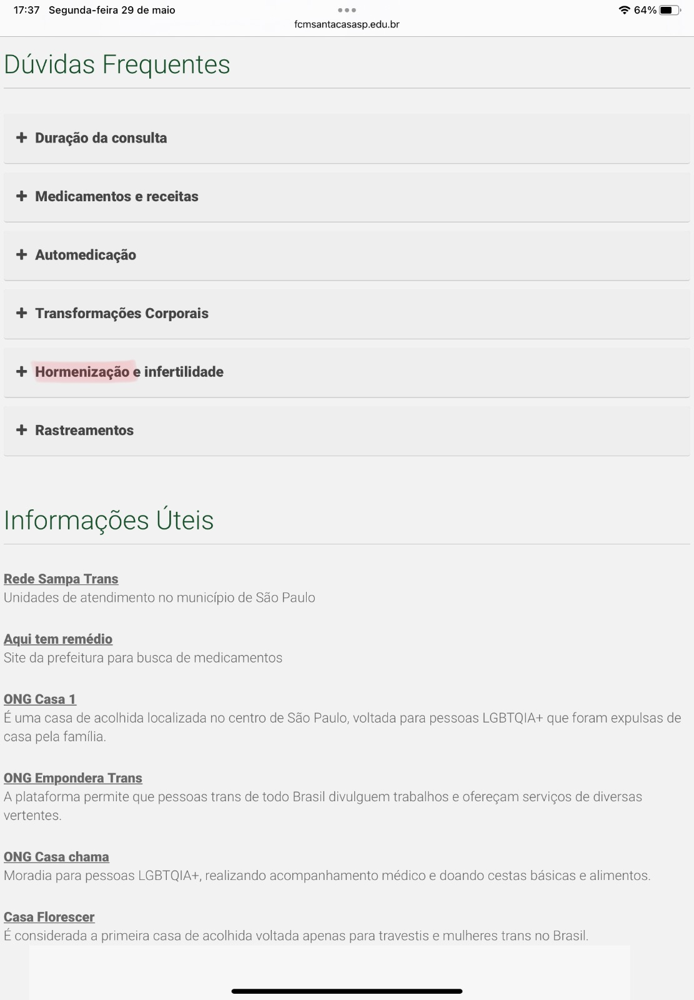 17:37 Segunda-feira 29 de maio
64%
fcmsantacasasp.edu.br
Dúvidas Frequentes
+ Duração da consulta
+ Medicamentos e receitas
+ Automedicação
+ Transformações Corporais
+ Hormenização e infertilidade
+ Rastreamentos
Informações Úteis
Rede Sampa Trans
Unidades de atendimento no município de São Paulo
Aqui tem remédio
Site da prefeitura para busca de medicamentos
ONG Casa 1
É uma casa de acolhida localizada no centro de São Paulo, voltada para pessoas LGBTQIA+ que foram expulsas de
casa pela família.
ONG Empondera Trans
A plataforma permite que pessoas trans de todo Brasil divulguem trabalhos e ofereçam serviços de diversas
vertentes.
ONG Casa chama
Moradia para pessoas LGBTQIA+, realizando acompanhamento médico e doando cestas básicas e alimentos.
Casa Florescer
É considerada a primeira casa de acolhida voltada apenas para travestis e mulheres trans no Brasil.